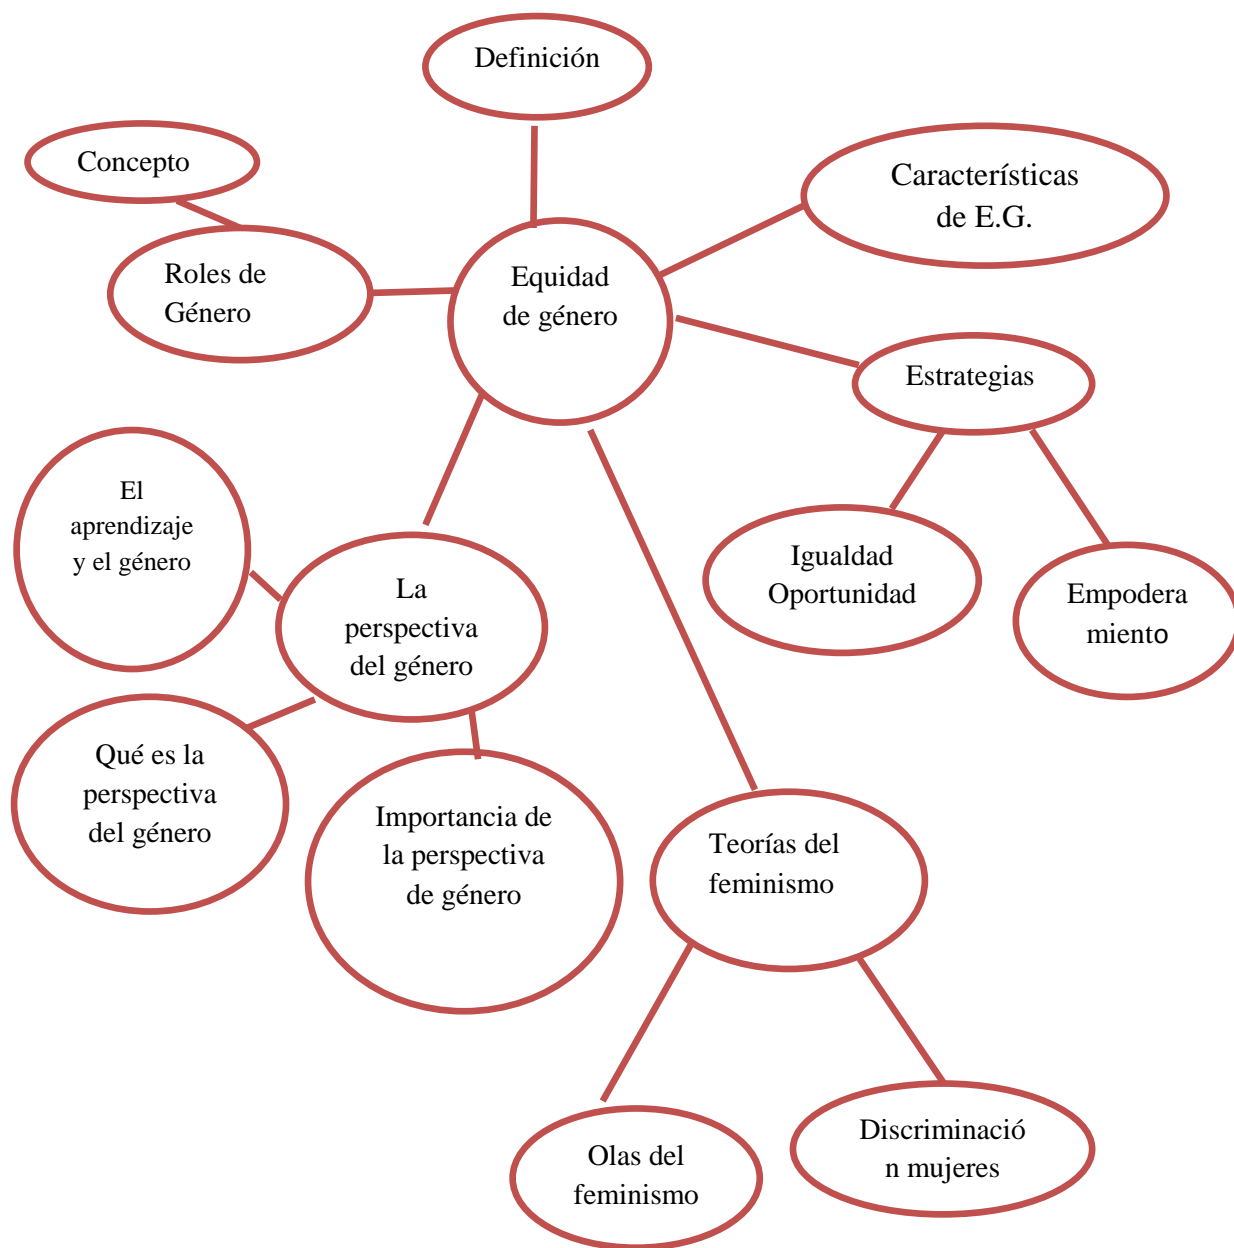 Definición
Concepto
Características
de E.G.
Roles de
Género
Equidad
de género
Estrategias
El
aprendizaje
y el género
Igualdad
Oportunidad
Empodera
miento
La
perspectiva
del género
Qué es la
perspectiva
del género
Importancia de
la perspectiva
de género
Teorías del
feminismo
Olas del
feminismo
Discriminació
n mujeres